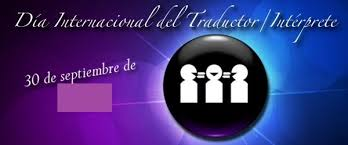 Día Internacional del Traductor/Intérprete
30 de septiembre de